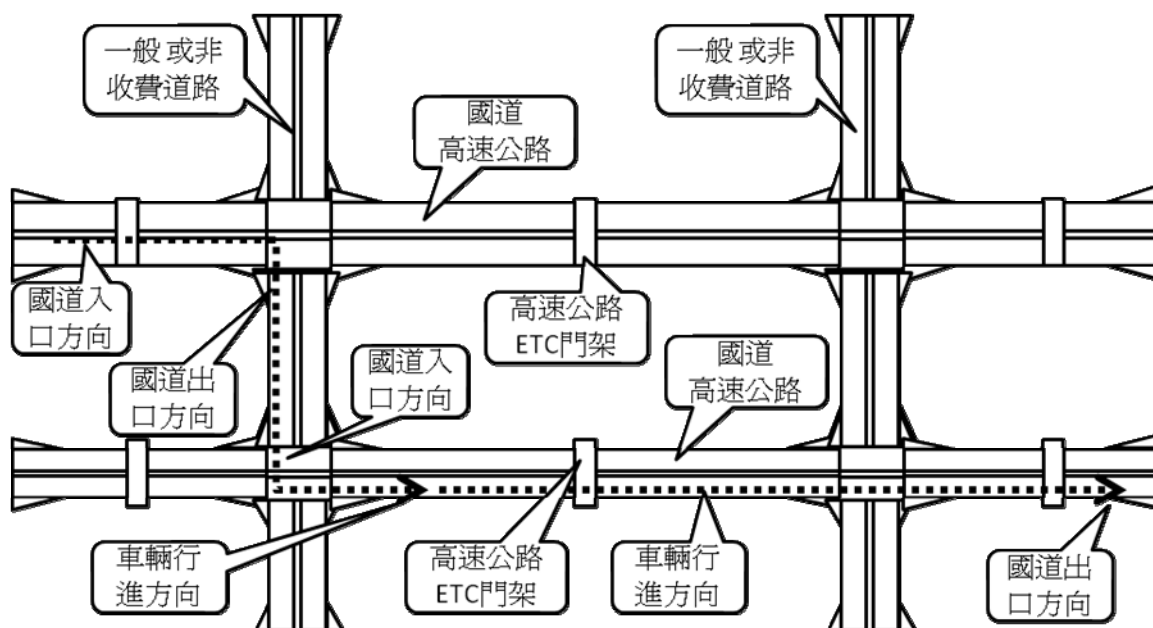 一般或非
收費道路
一般或非
收費道路
國道
高速公路
國道入
口方向
高速公路
ETC門架
國道出
口方向
國道入
口方向
國道
高速公路
車輛行
進方向
高速公路
ETC門架
車輛行
進方向
國道出
口方向